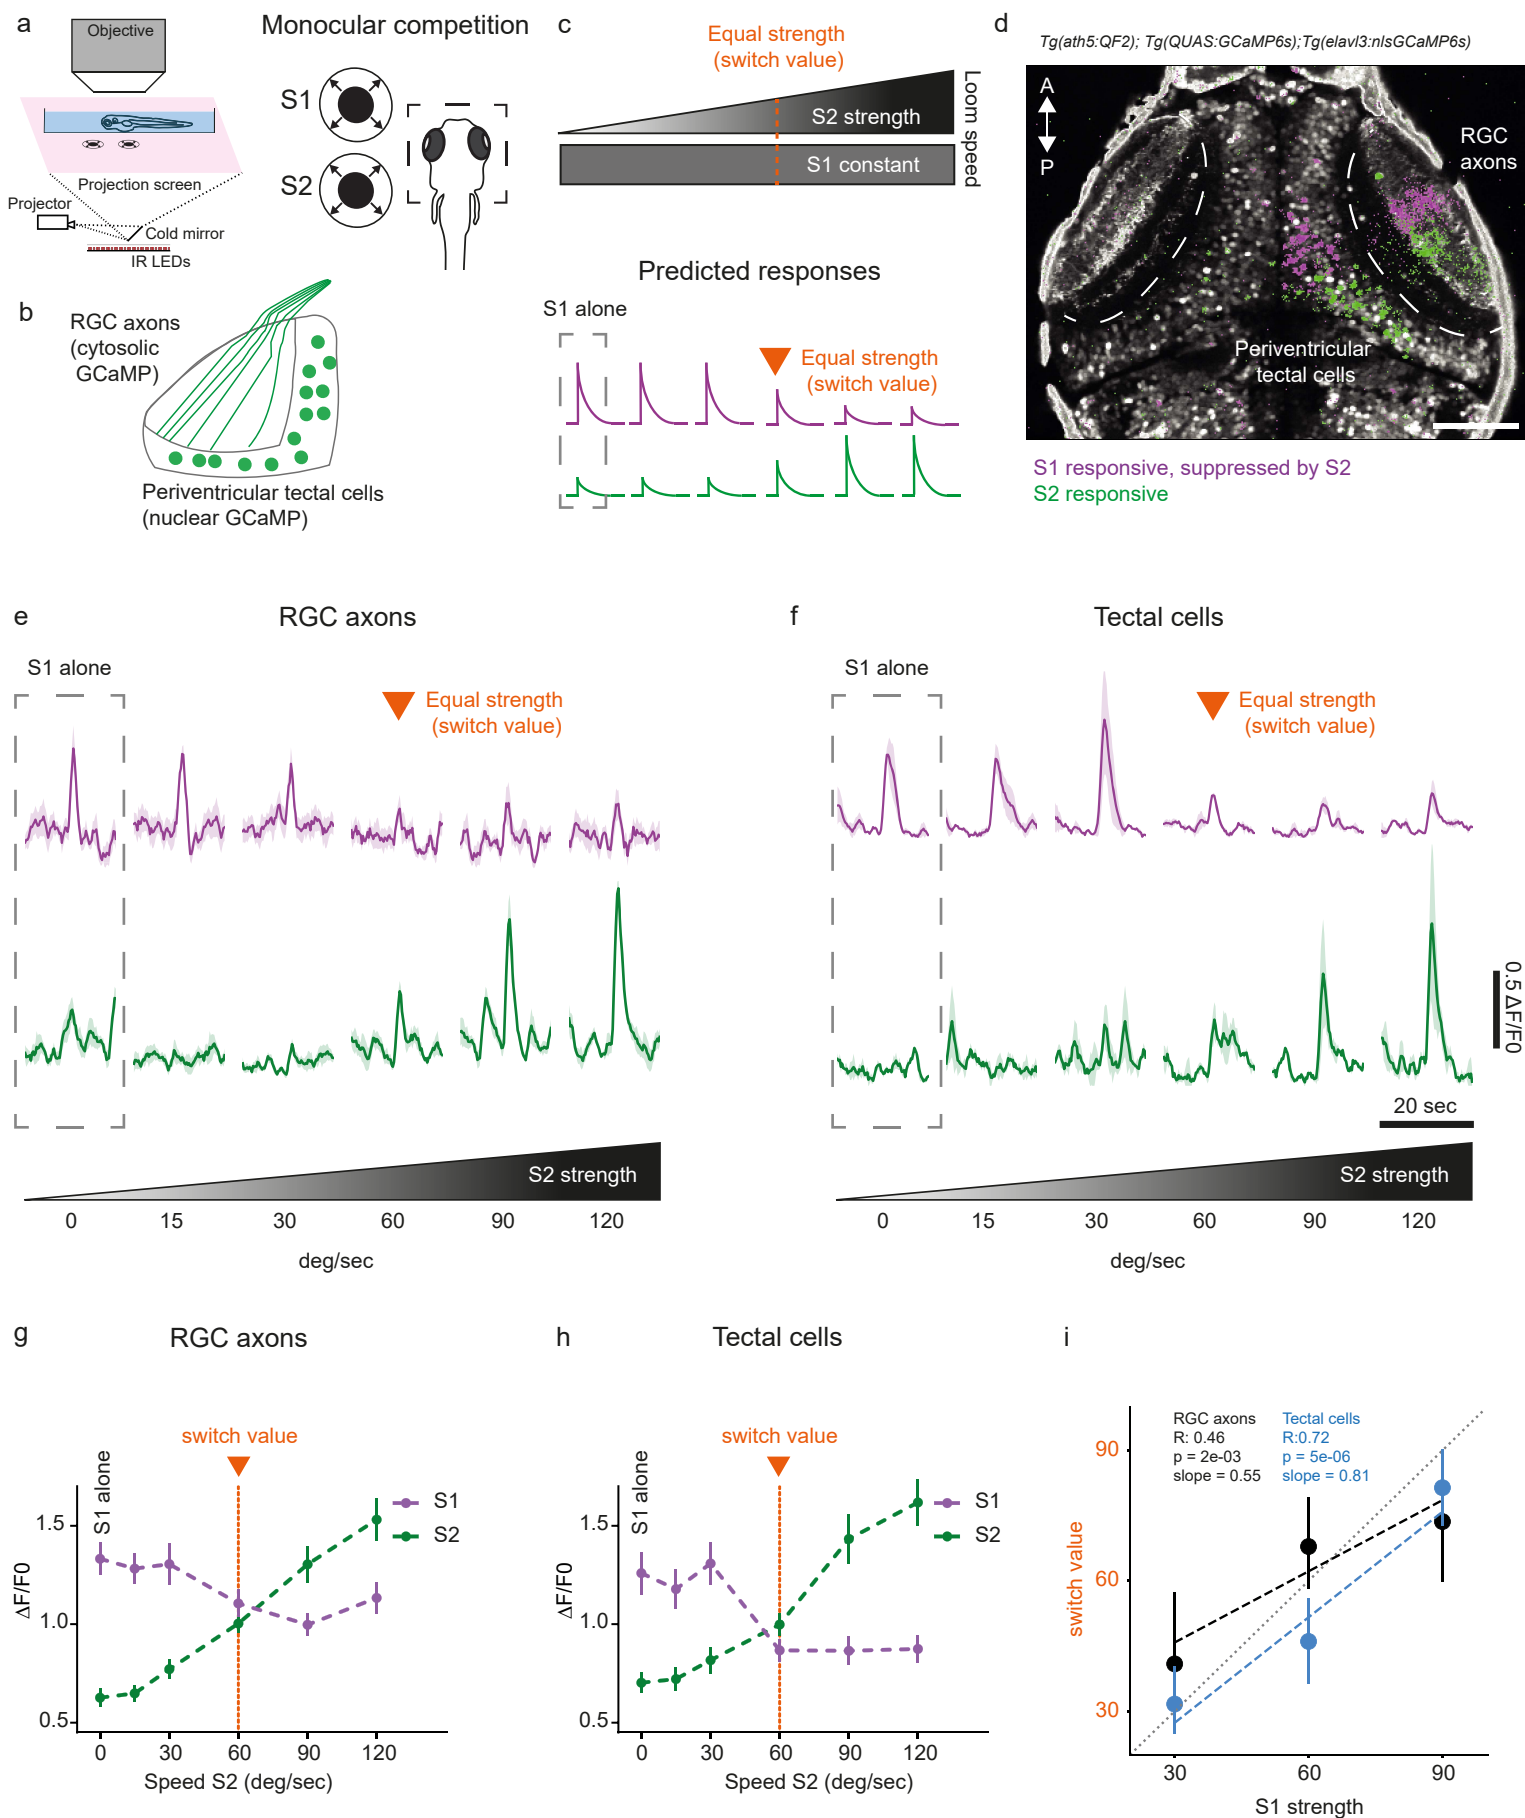 a
Objective
Projection screen
Projector
Cold mirror
IR LEDs
Monocular competition
S1
S2
b
RGC axons
(cytosolic
GCaMP)
Periventricular tectal cells
(nuclear GCaMP)
c
Equal strength
(switch value)
S2 strength
S1 constant
Loom speed
Predicted responses
S1 alone
Equal strength
(switch value)
d
Tg(ath5:QF2); Tg(QUAS:GCaMP6s);Tg(elavl3:nlsGCaMP6s)
A
P
RGC
axons
Periventricular
tectal cells
S1 responsive, suppressed by S2
S2 responsive
e
RGC axons
S1 alone
Equal strength
(switch value)
S2 strength
0 15 30 60 90 120
deg/sec
f
Tectal cells
S1 alone
Equal strength
(switch value)
0.5 ΔF/F0
20 sec
S2 strength
0 15 30 60 90 120
deg/sec
g
RGC axons
switch value
S1 alone
S1
S2
1.5
1.0
0.5
ΔF/F0
0 30 60 90 120
Speed S2 (deg/sec)
h
Tectal cells
switch value
S1 alone
S1
S2
1.5
1.0
0.5
ΔF/F0
0 30 60 90 120
Speed S2 (deg/sec)
i
RGC axons
R: 0.46
p = 2e-03
slope = 0.55
Tectal cells
R:0.72
p = 5e-06
slope = 0.81
90
60
30
switch value
30 60 90
S1 strength